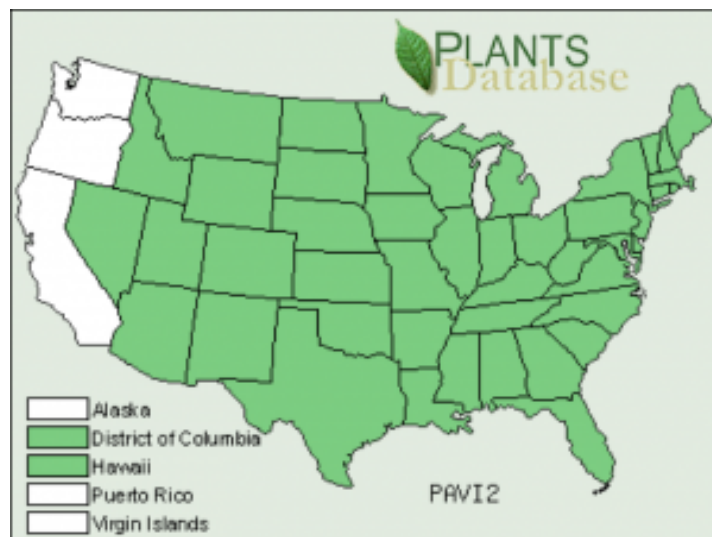 PLANTS
Database
Alaska
District of Columbia
Hawaii
Puerto Rico
Virgin Islands
PAVI2